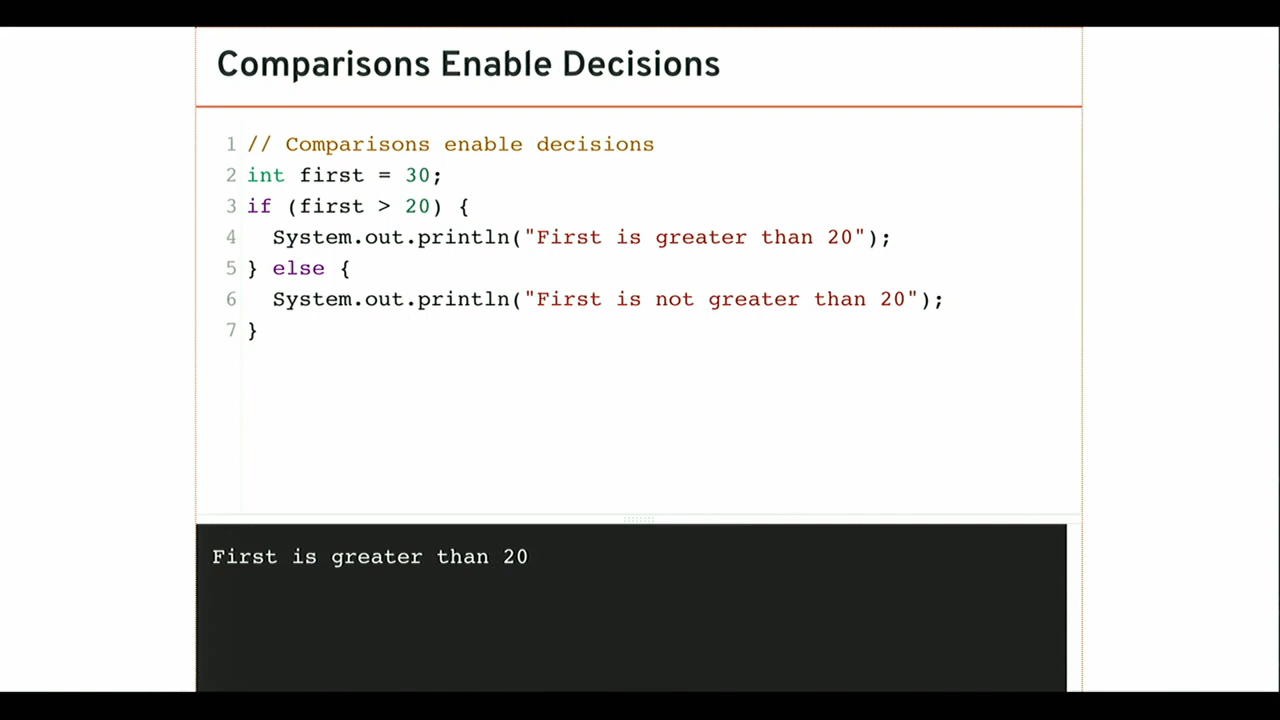 Comparisons Enable Decisions
1 // Comparisons enable decisions
2 int first = 30;
3 if (first > 20) {
4   System.out.println("First is greater than 20");
5 } else {
6   System.out.println("First is not greater than 20");
7 }
First is greater than 20